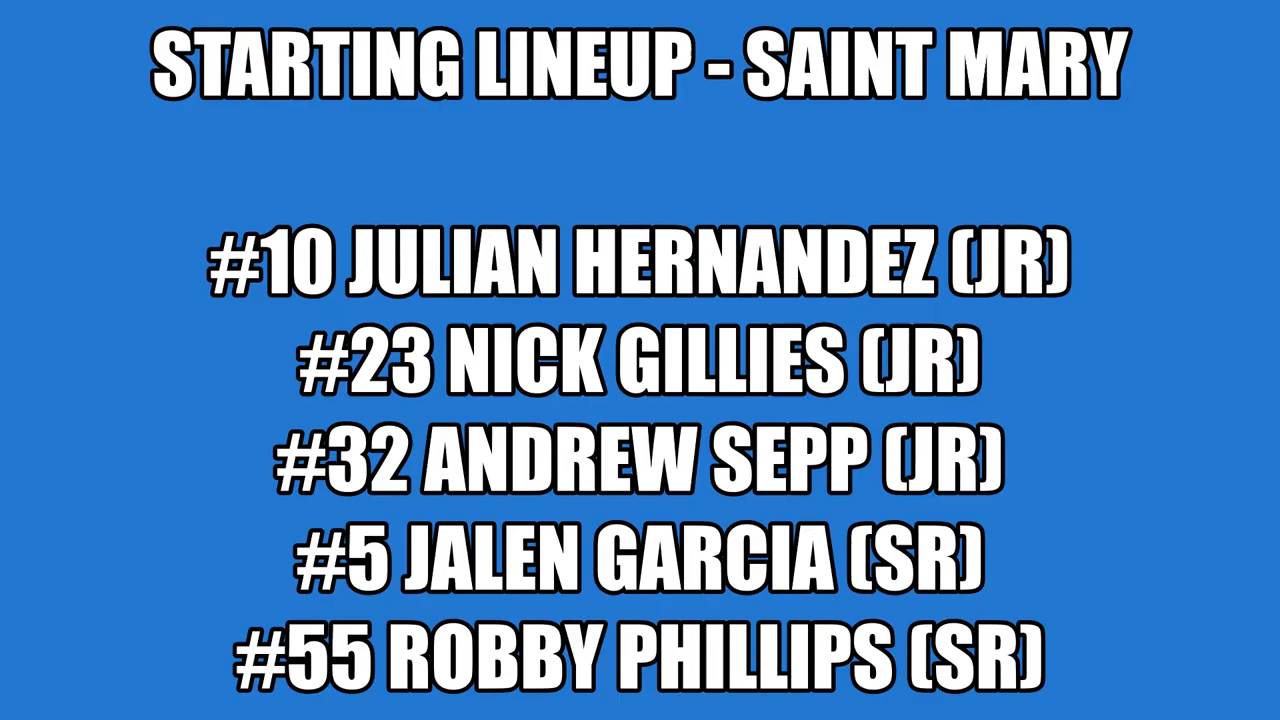 STARTING LINEUP - SAINT MARY
#10 JULIAN HERNANDEZ (JR)
#23 NICK GILLIES (JR)
#32 ANDREW SEPP (JR)
#5 JALEN GARCIA (SR)
#55 ROBBY PHILLIPS (SR)